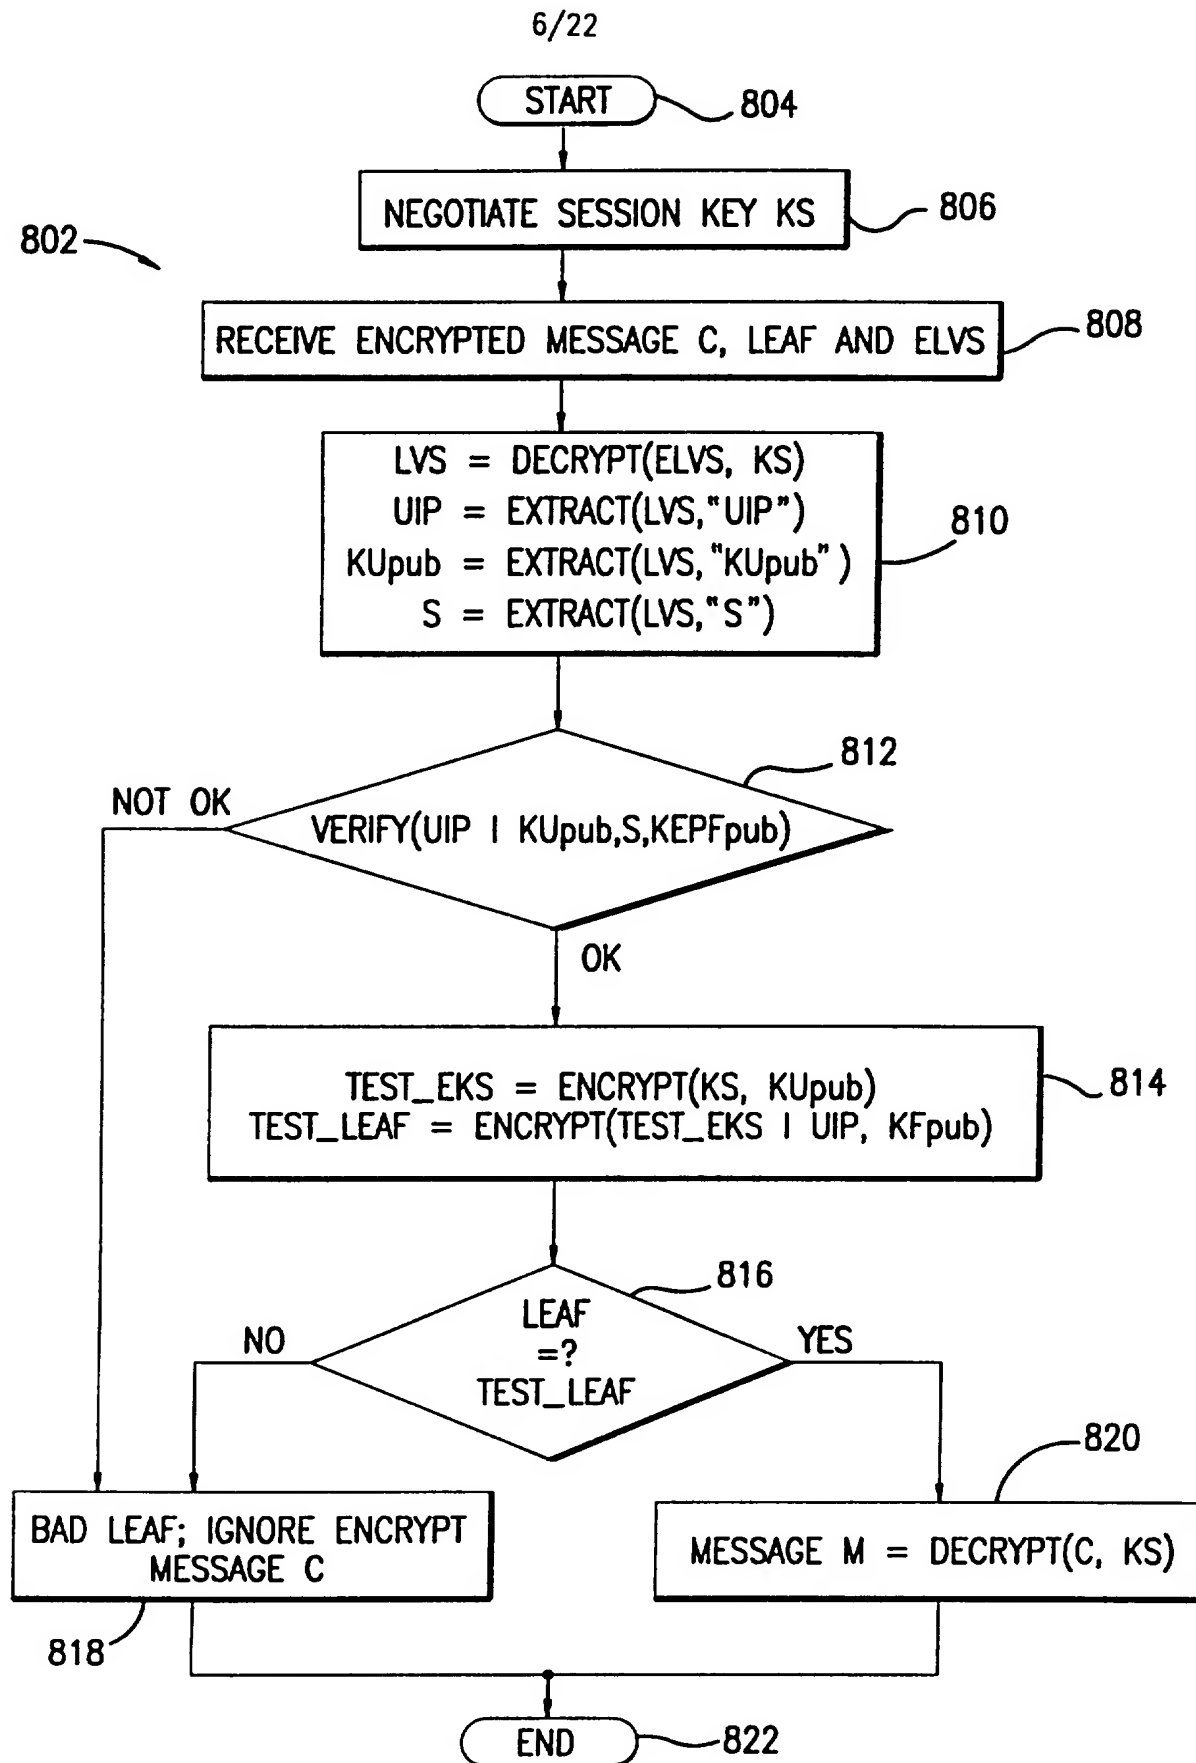 6/22
START
804
NEGOTIATE SESSION KEY KS
806
802
RECEIVE ENCRYPTED MESSAGE C, LEAF AND ELVS
808
LVS = DECRYPT(ELVS, KS)
UIP = EXTRACT(LVS,"UIP")
KUpub = EXTRACT(LVS,"KUpub")
S = EXTRACT(LVS,"S")
810
812
NOT OK
VERIFY(UIP | KUpub,S,KEPFpub)
OK
TEST_EKS = ENCRYPT(KS, KUpub)
TEST_LEAF = ENCRYPT(TEST_EKS | UIP, KFpub)
814
816
LEAF
=?
TEST_LEAF
NO
YES
820
BAD LEAF; IGNORE ENCRYPT
MESSAGE C
MESSAGE M = DECRYPT(C, KS)
818
END
822